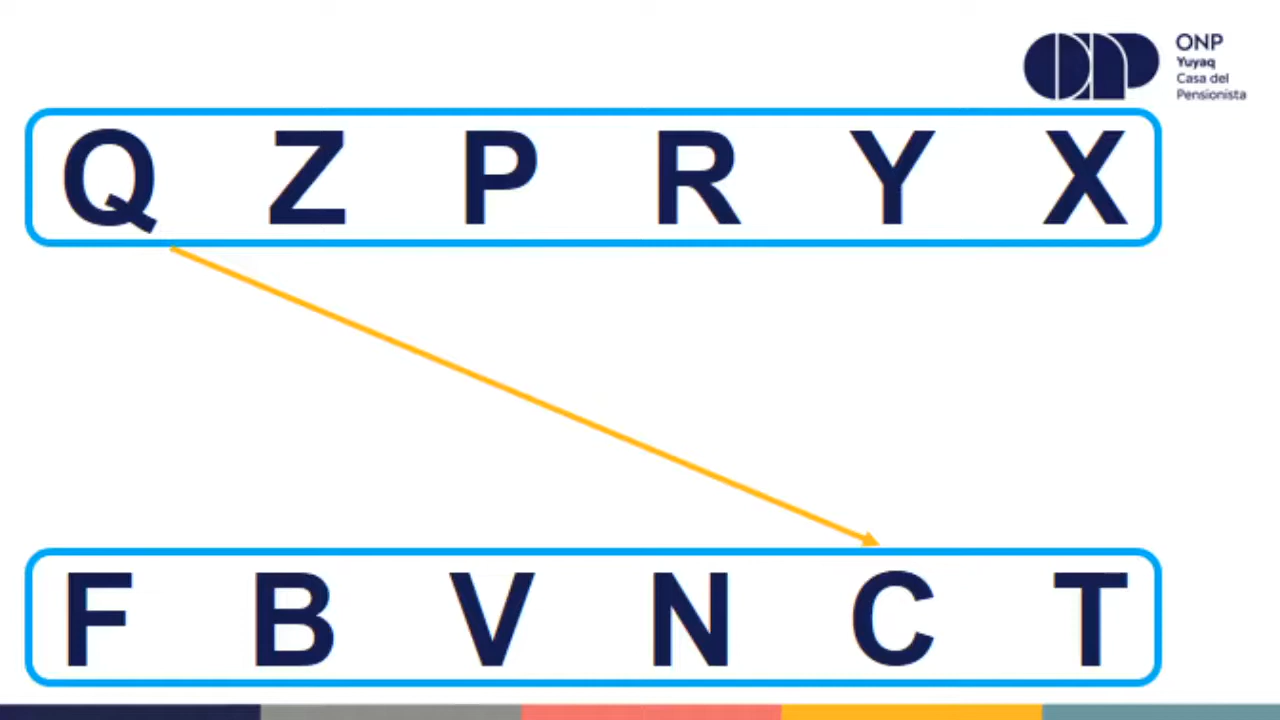 ONP
Yuyaq
Casa del
Pensionista
Q Z P R Y X
F B V N C T